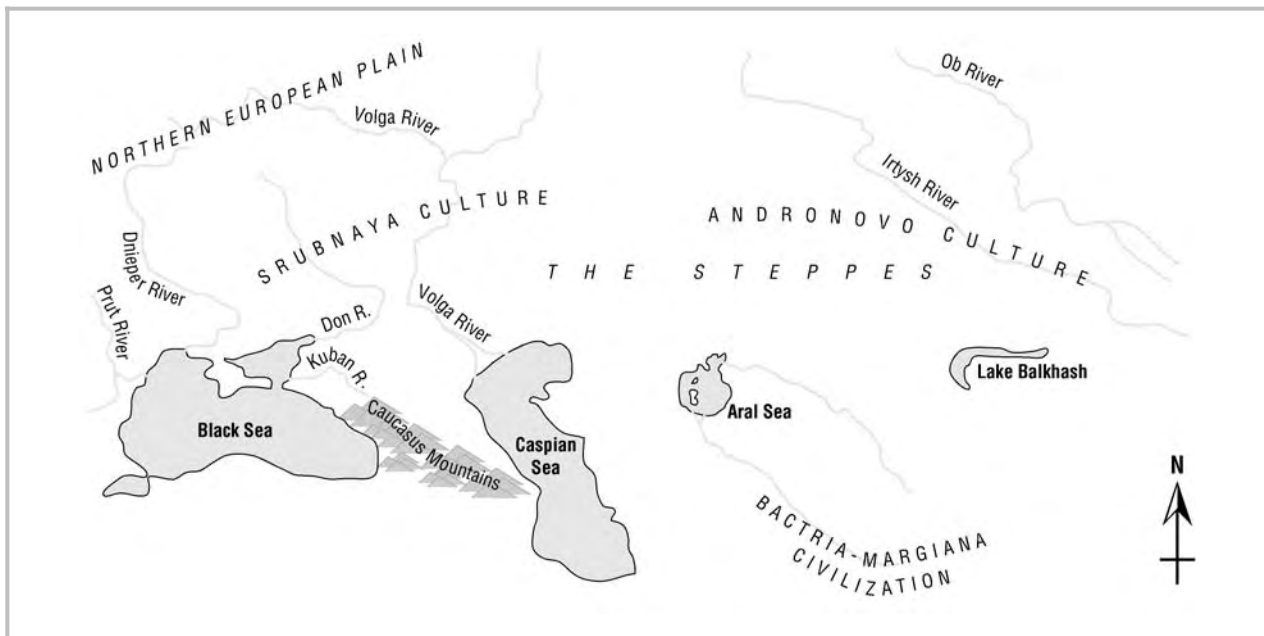 NORTHERN EUROPEAN PLAIN
Volga River
Ob River
Irtysh River
SRUBNAYA CULTURE
ANDRONOVO CULTURE
THE STEPPES
Dnieper River
Prut River
Don R.
Kuban R.
Volga River
Caucasus Mountains
Black Sea
Caspian
Sea
Aral Sea
Lake Balkhash
BACTRIA-MARGIANA
CIVILIZATION
N